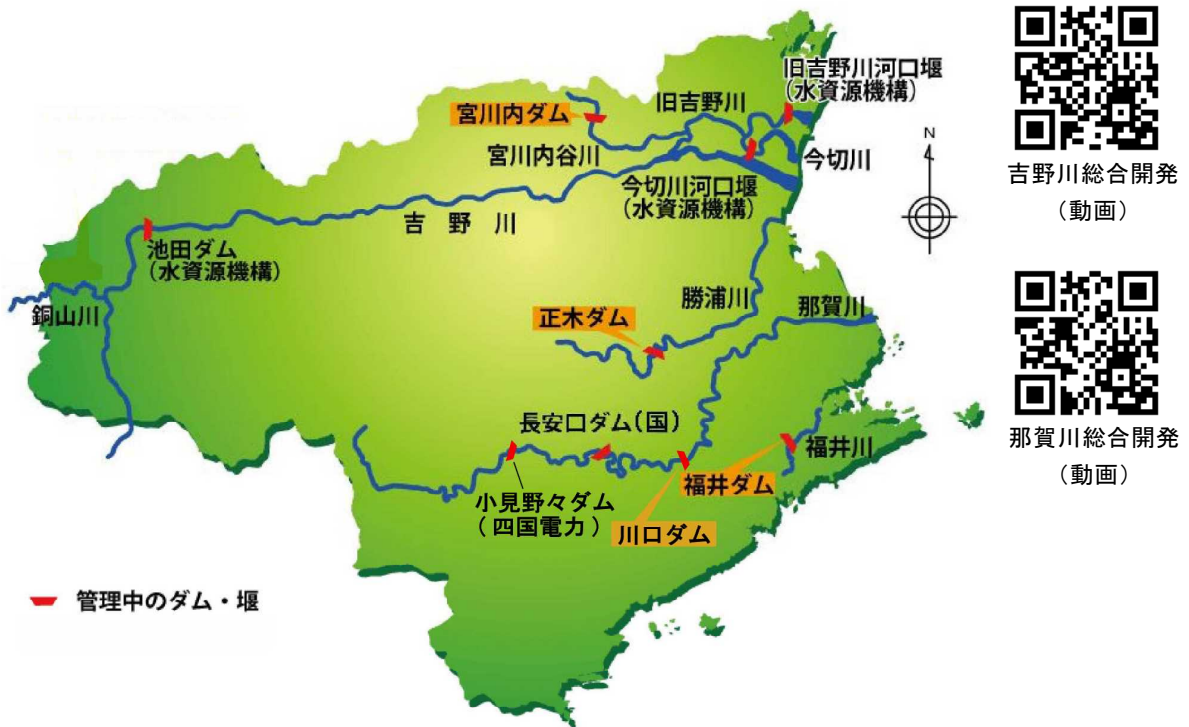 旧吉野川河口堰
(水資源機構)
旧吉野川
宮川内ダム
宮川内谷川
今切川
今切川河口堰
(水資源機構)
吉野川
池田ダム
(水資源機構)
銅山川
勝浦川
那賀川
正木ダム
長安口ダム(国)
福井川
福井ダム
小見野々ダム
(四国電力)
川口ダム
管理中のダム・堰
N
吉野川総合開発
(動画)
那賀川総合開発
(動画)